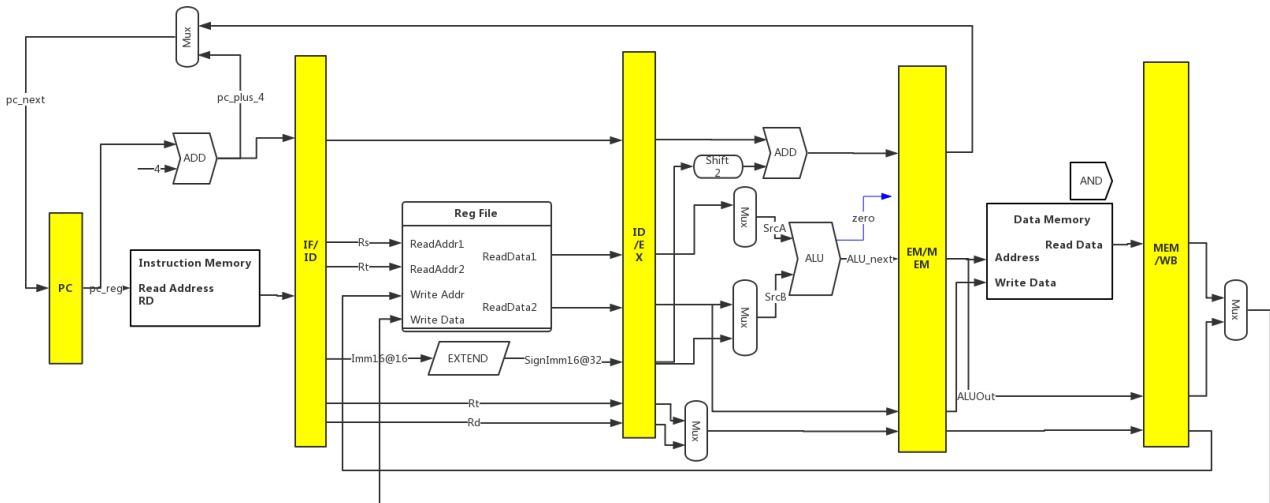 Mux
pc_next
pc_plus_4
ADD
4
PC
pc_reg
Instruction Memory
Read Address
RD
IF/
ID
Rs
Rt
Imm16@16
Rt
Rd
Reg File
ReadAddr1
ReadData1
ReadAddr2
Write Addr
ReadData2
Write Data
EXTEND
SignImm16@32
ID
/E
X
Shift
2
ADD
Mux
SrcA
Mux
SrcB
Mux
ALU
zero
ALU_next
EM/M
EM
AND
Data Memory
Read Data
Address
Write Data
ALUOut
MEM
/WB
Mux